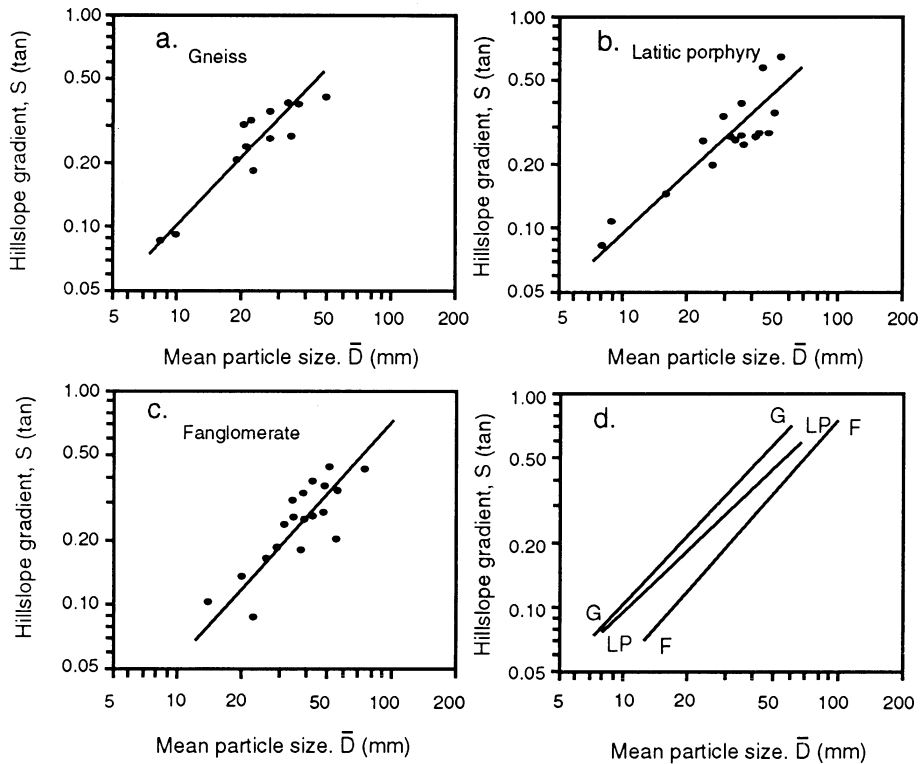 a.
Gneiss
Hillslope gradient, S (tan)
1.00
0.50
0.20
0.10
0.05
5 10 20 50 100 200
Mean particle size. D̅ (mm)
b.
Latitic porphyry
Hillslope gradient, S (tan)
1.00
0.50
0.20
0.10
0.05
5 10 20 50 100 200
Mean particle size. D̅ (mm)
c.
Fanglomerate
Hillslope gradient, S (tan)
1.00
0.50
0.20
0.10
0.05
5 10 20 50 100 200
Mean particle size. D̅ (mm)
d.
G LP F
G LP F
Hillslope gradient, S (tan)
1.00
0.50
0.20
0.10
0.05
5 10 20 50 100 200
Mean particle size. D̅ (mm)